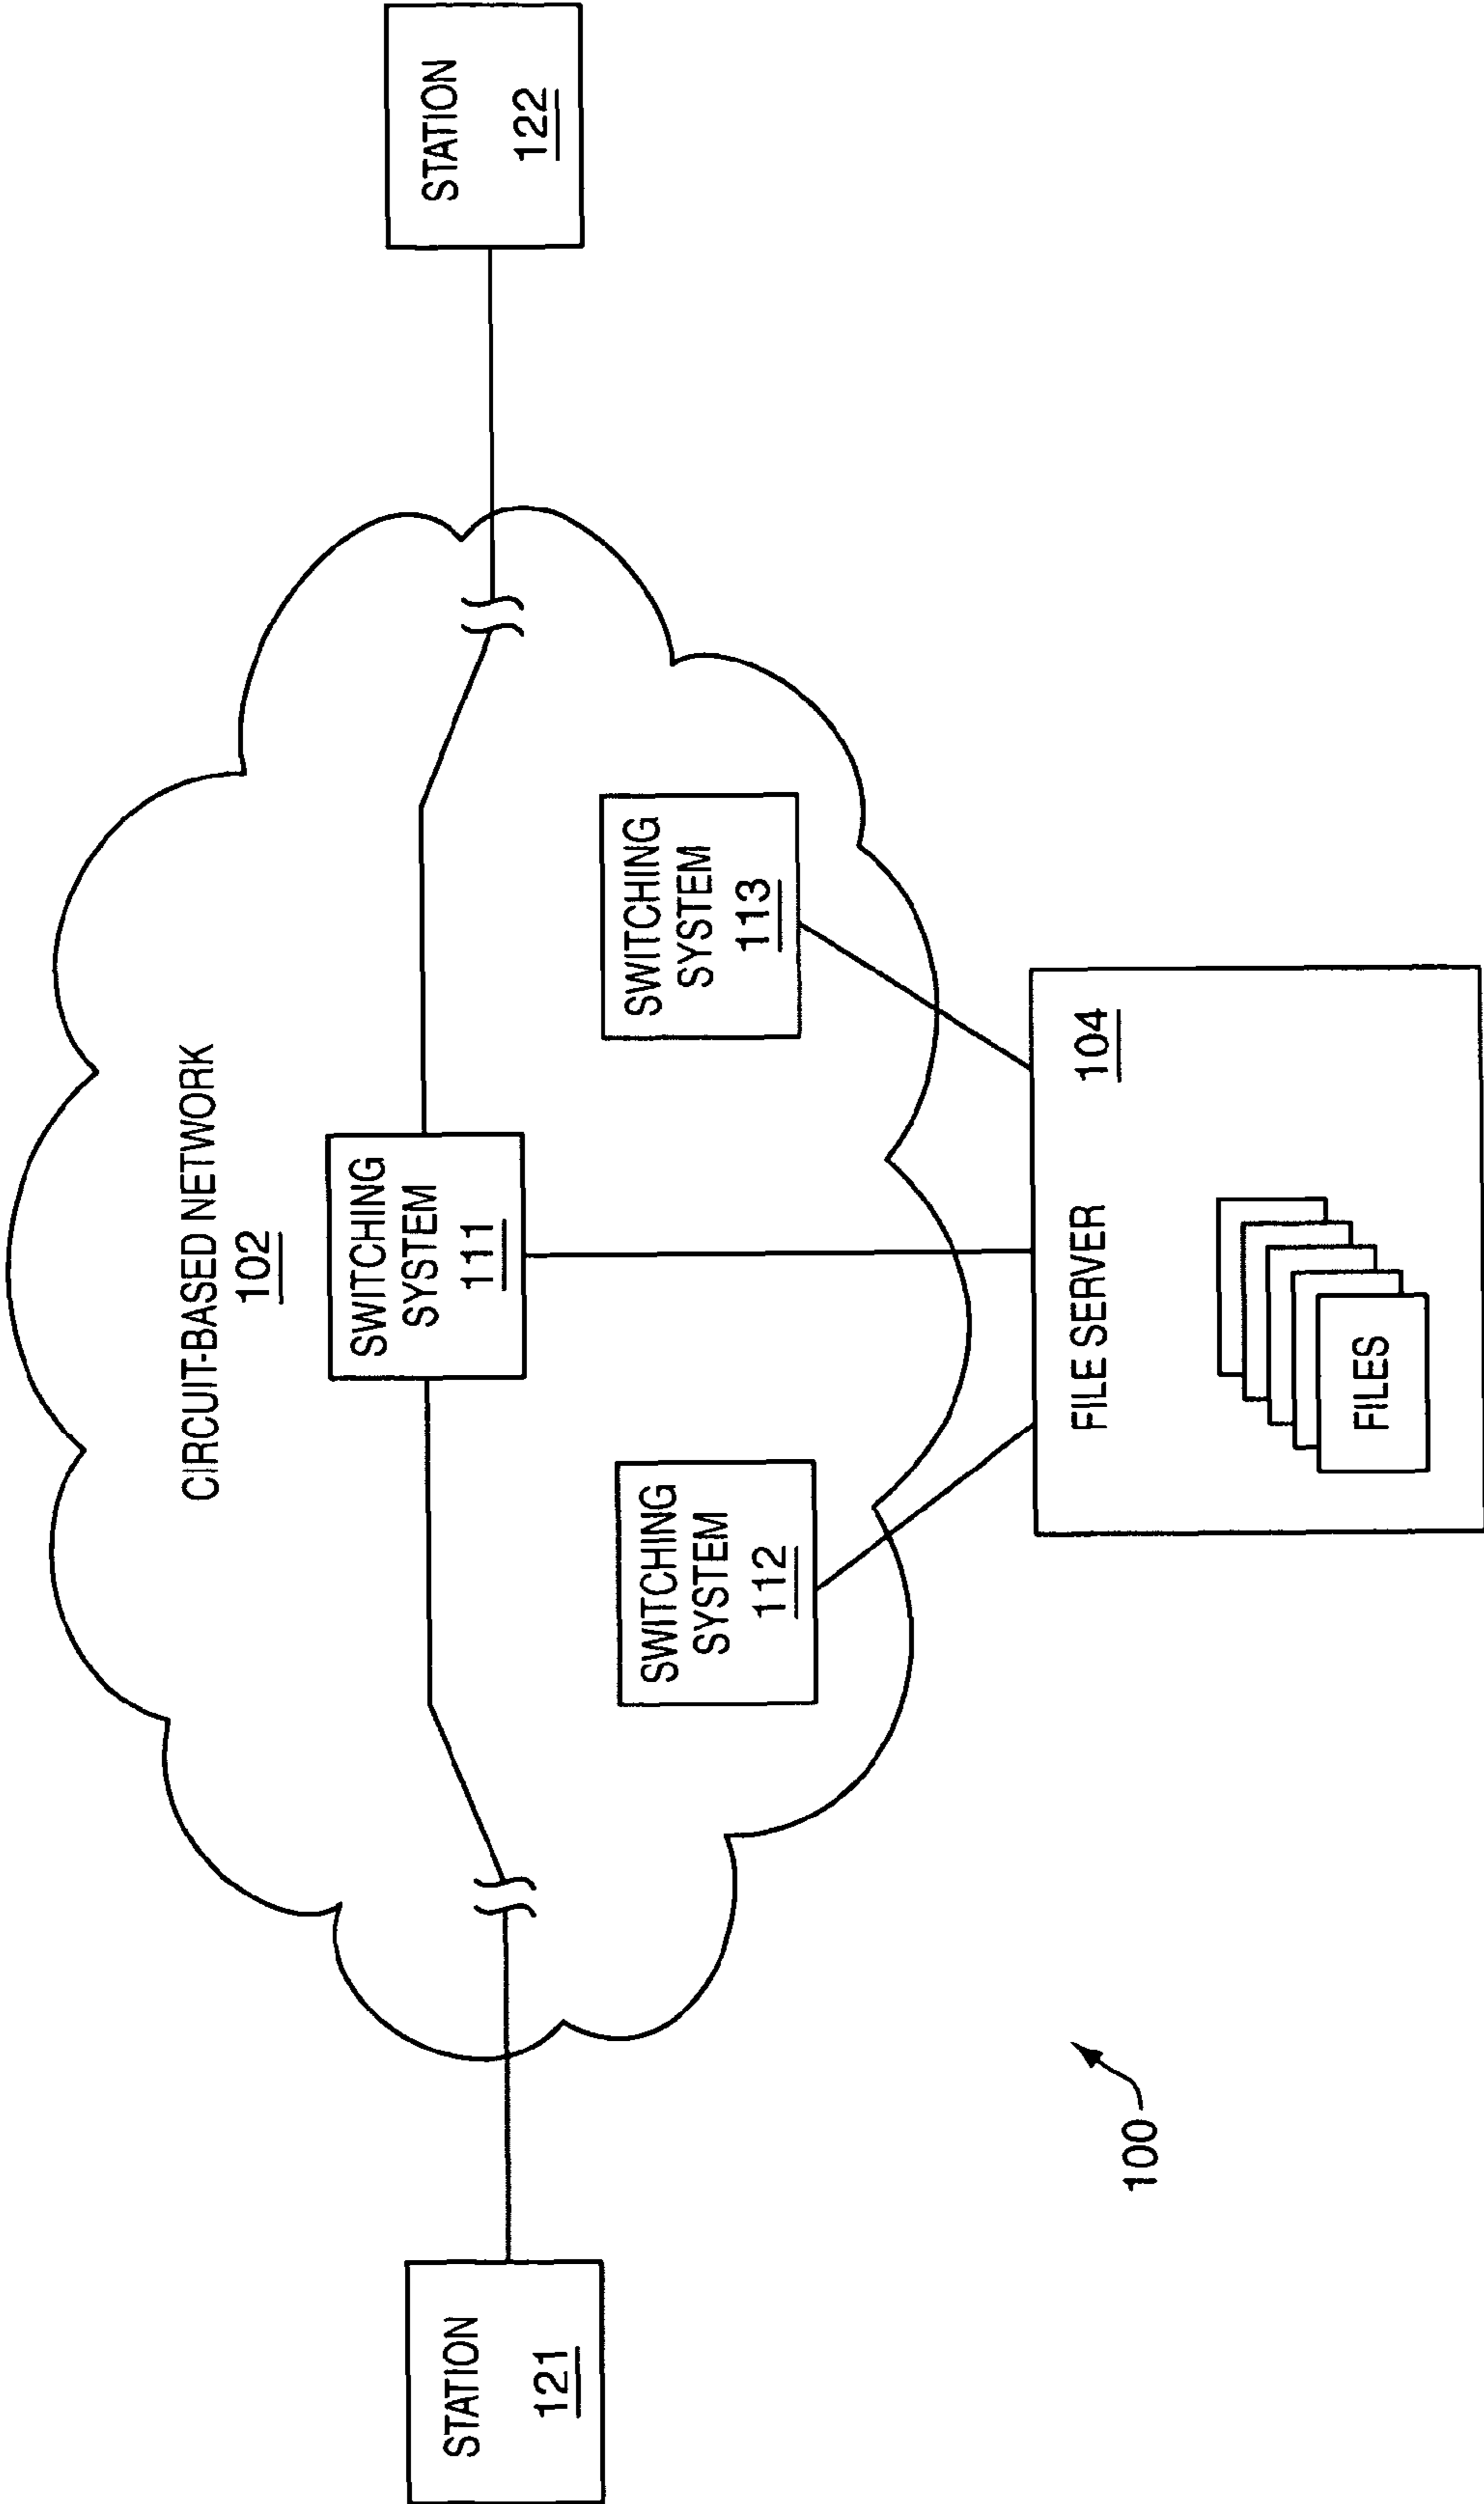 CIRCUIT-BASED NETWORK
102
STATION
121
SWITCHING
SYSTEM
111
STATION
122
SWITCHING
SYSTEM
112
SWITCHING
SYSTEM
113
FILE SERVER
104
FILES
100